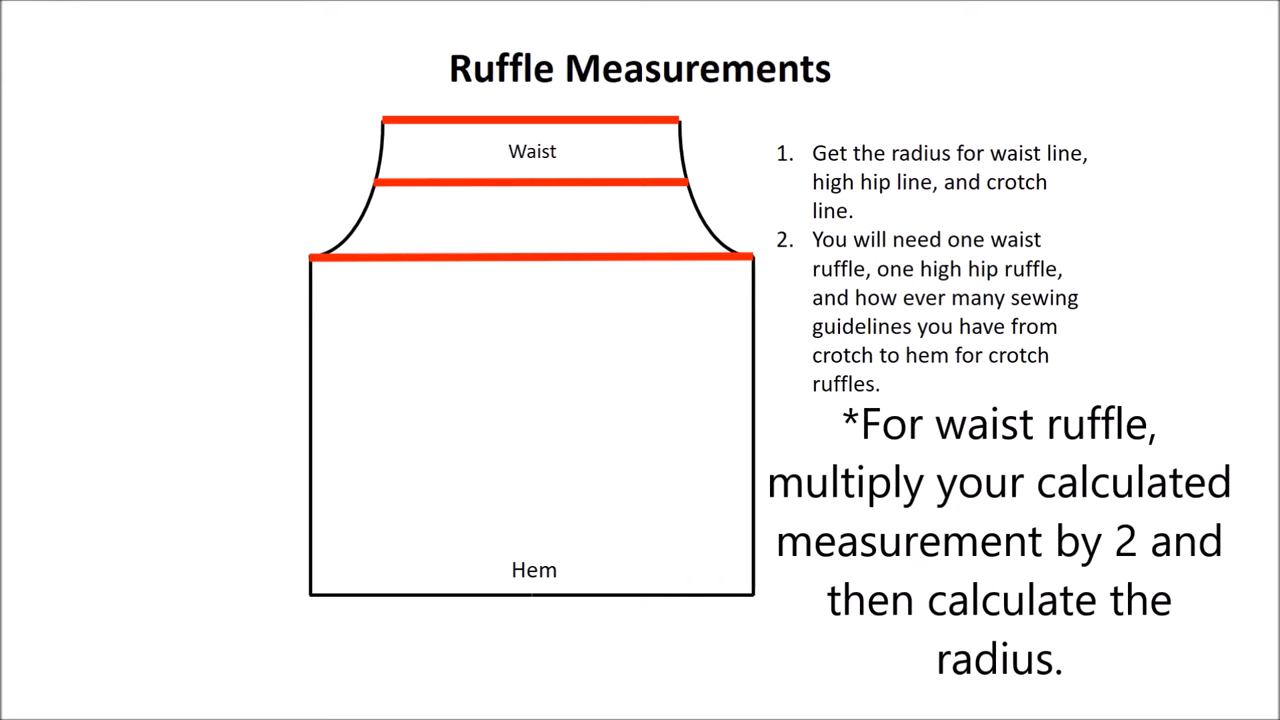 Ruffle Measurements
Waist
1. Get the radius for waist line,
high hip line, and crotch
line.
2. You will need one waist
ruffle, one high hip ruffle,
and how ever many sewing
guidelines you have from
crotch to hem for crotch
ruffles.
*For waist ruffle,
multiply your calculated
measurement by 2 and
then calculate the
radius.
Hem